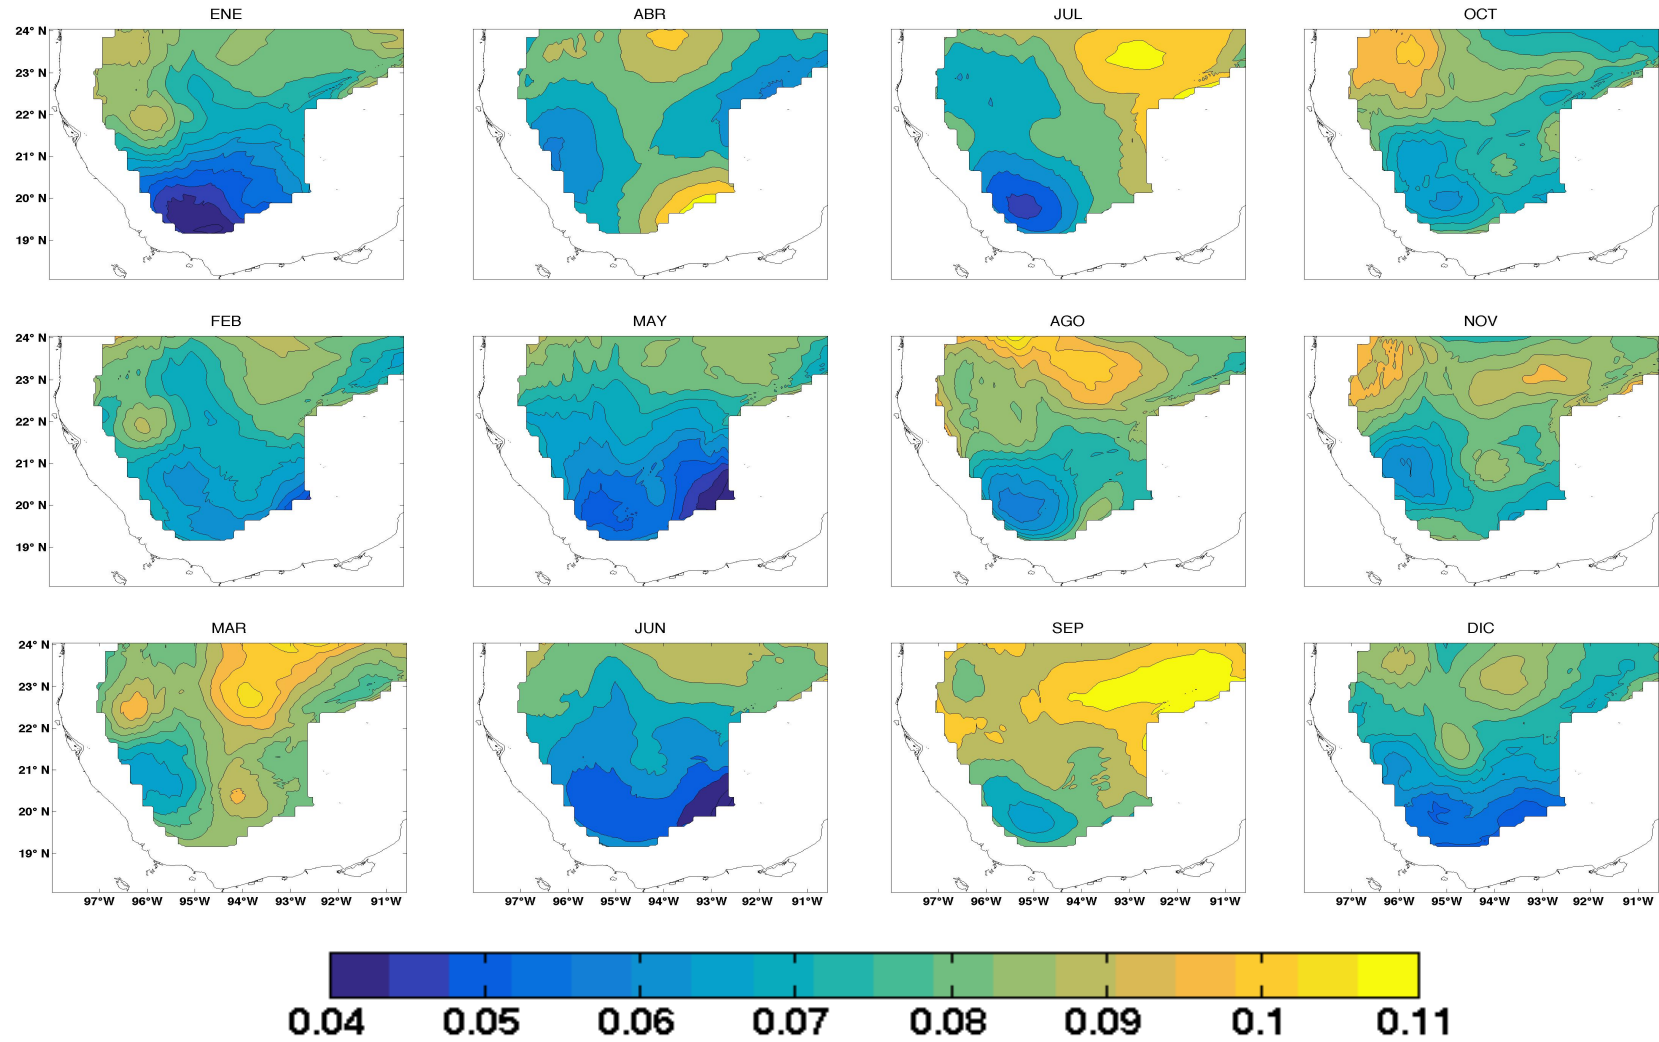 ENE ABR JUL OCT
24° N
23° N
22° N
21° N
20° N
19° N
FEB MAY AGO NOV
24° N
23° N
22° N
21° N
20° N
19° N
MAR JUN SEP DIC
24° N
23° N
22° N
21° N
20° N
19° N
97°W 96°W 95°W 94°W 93°W 92°W 91°W 97°W 96°W 95°W 94°W 93°W 92°W 91°W 97°W 96°W 95°W 94°W 93°W 92°W 91°W 97°W 96°W 95°W 94°W 93°W 92°W 91°W
0.04 0.05 0.06 0.07 0.08 0.09 0.1 0.11